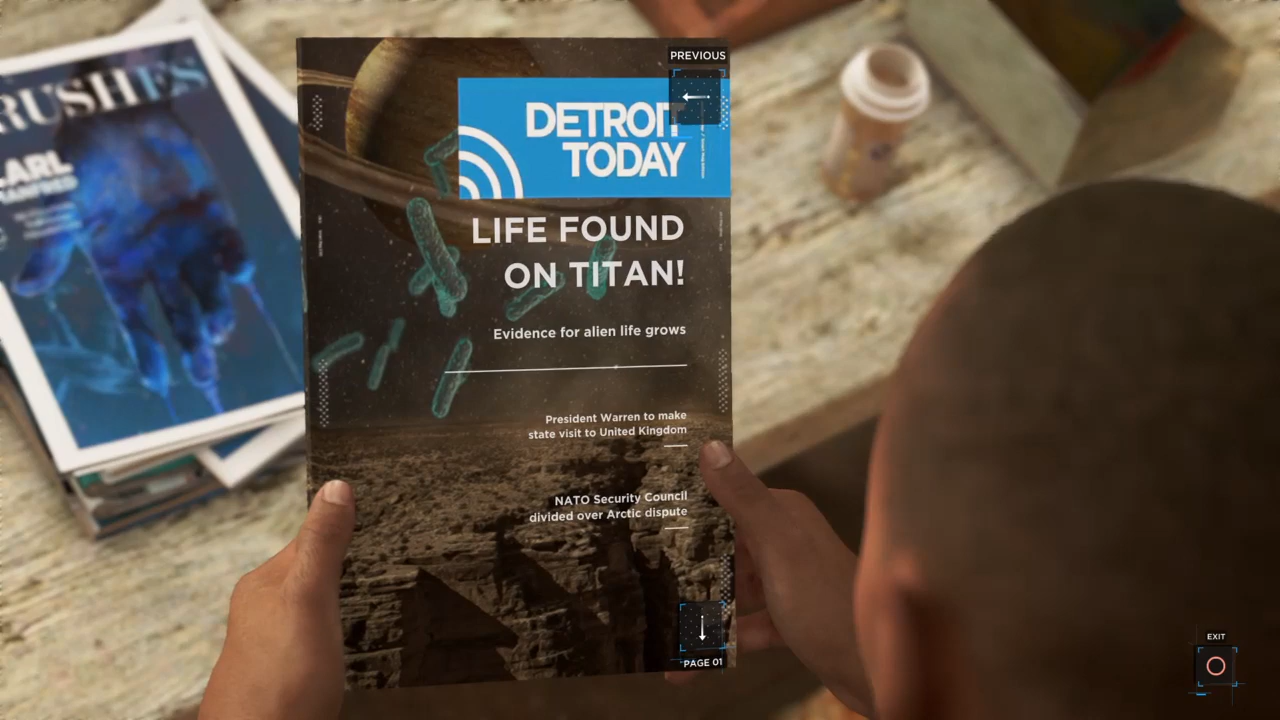 PREVIOUS
DETROIT
TODAY
LIFE FOUND
ON TITAN!
Evidence for alien life grows
President Warren to make
state visit to United Kingdom
NATO Security Council
divided over Arctic dispute
PAGE 01
RUSHES
EXIT